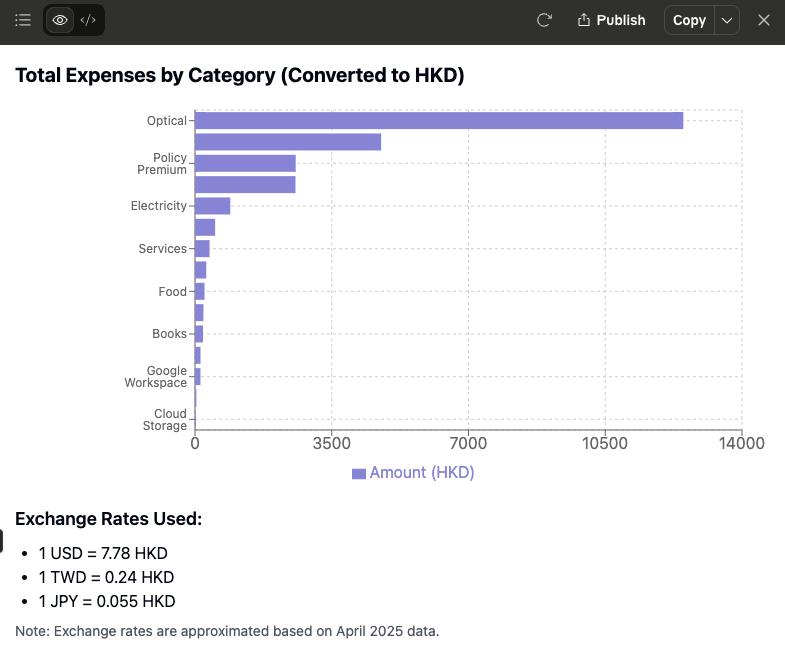 </>
Publish
Copy
Total Expenses by Category (Converted to HKD)
Optical
Policy
Premium
Electricity
Services
Food
Books
Google
Workspace
Cloud
Storage
0 3500 7000 10500 14000
Amount (HKD)
Exchange Rates Used:
• 1 USD = 7.78 HKD
• 1 TWD = 0.24 HKD
• 1 JPY = 0.055 HKD
Note: Exchange rates are approximated based on April 2025 data.